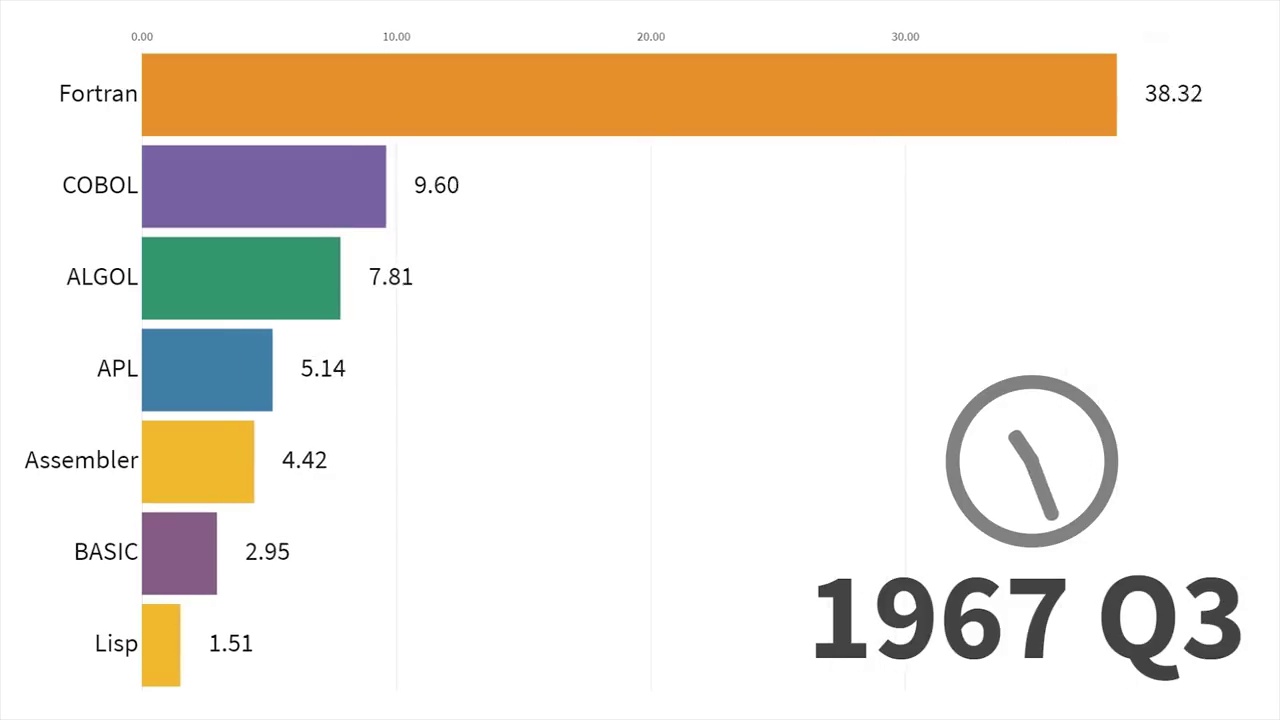 0.00 10.00 20.00 30.00
Fortran 38.32
COBOL 9.60
ALGOL 7.81
APL 5.14
Assembler 4.42
BASIC 2.95
Lisp 1.51
1967 Q3